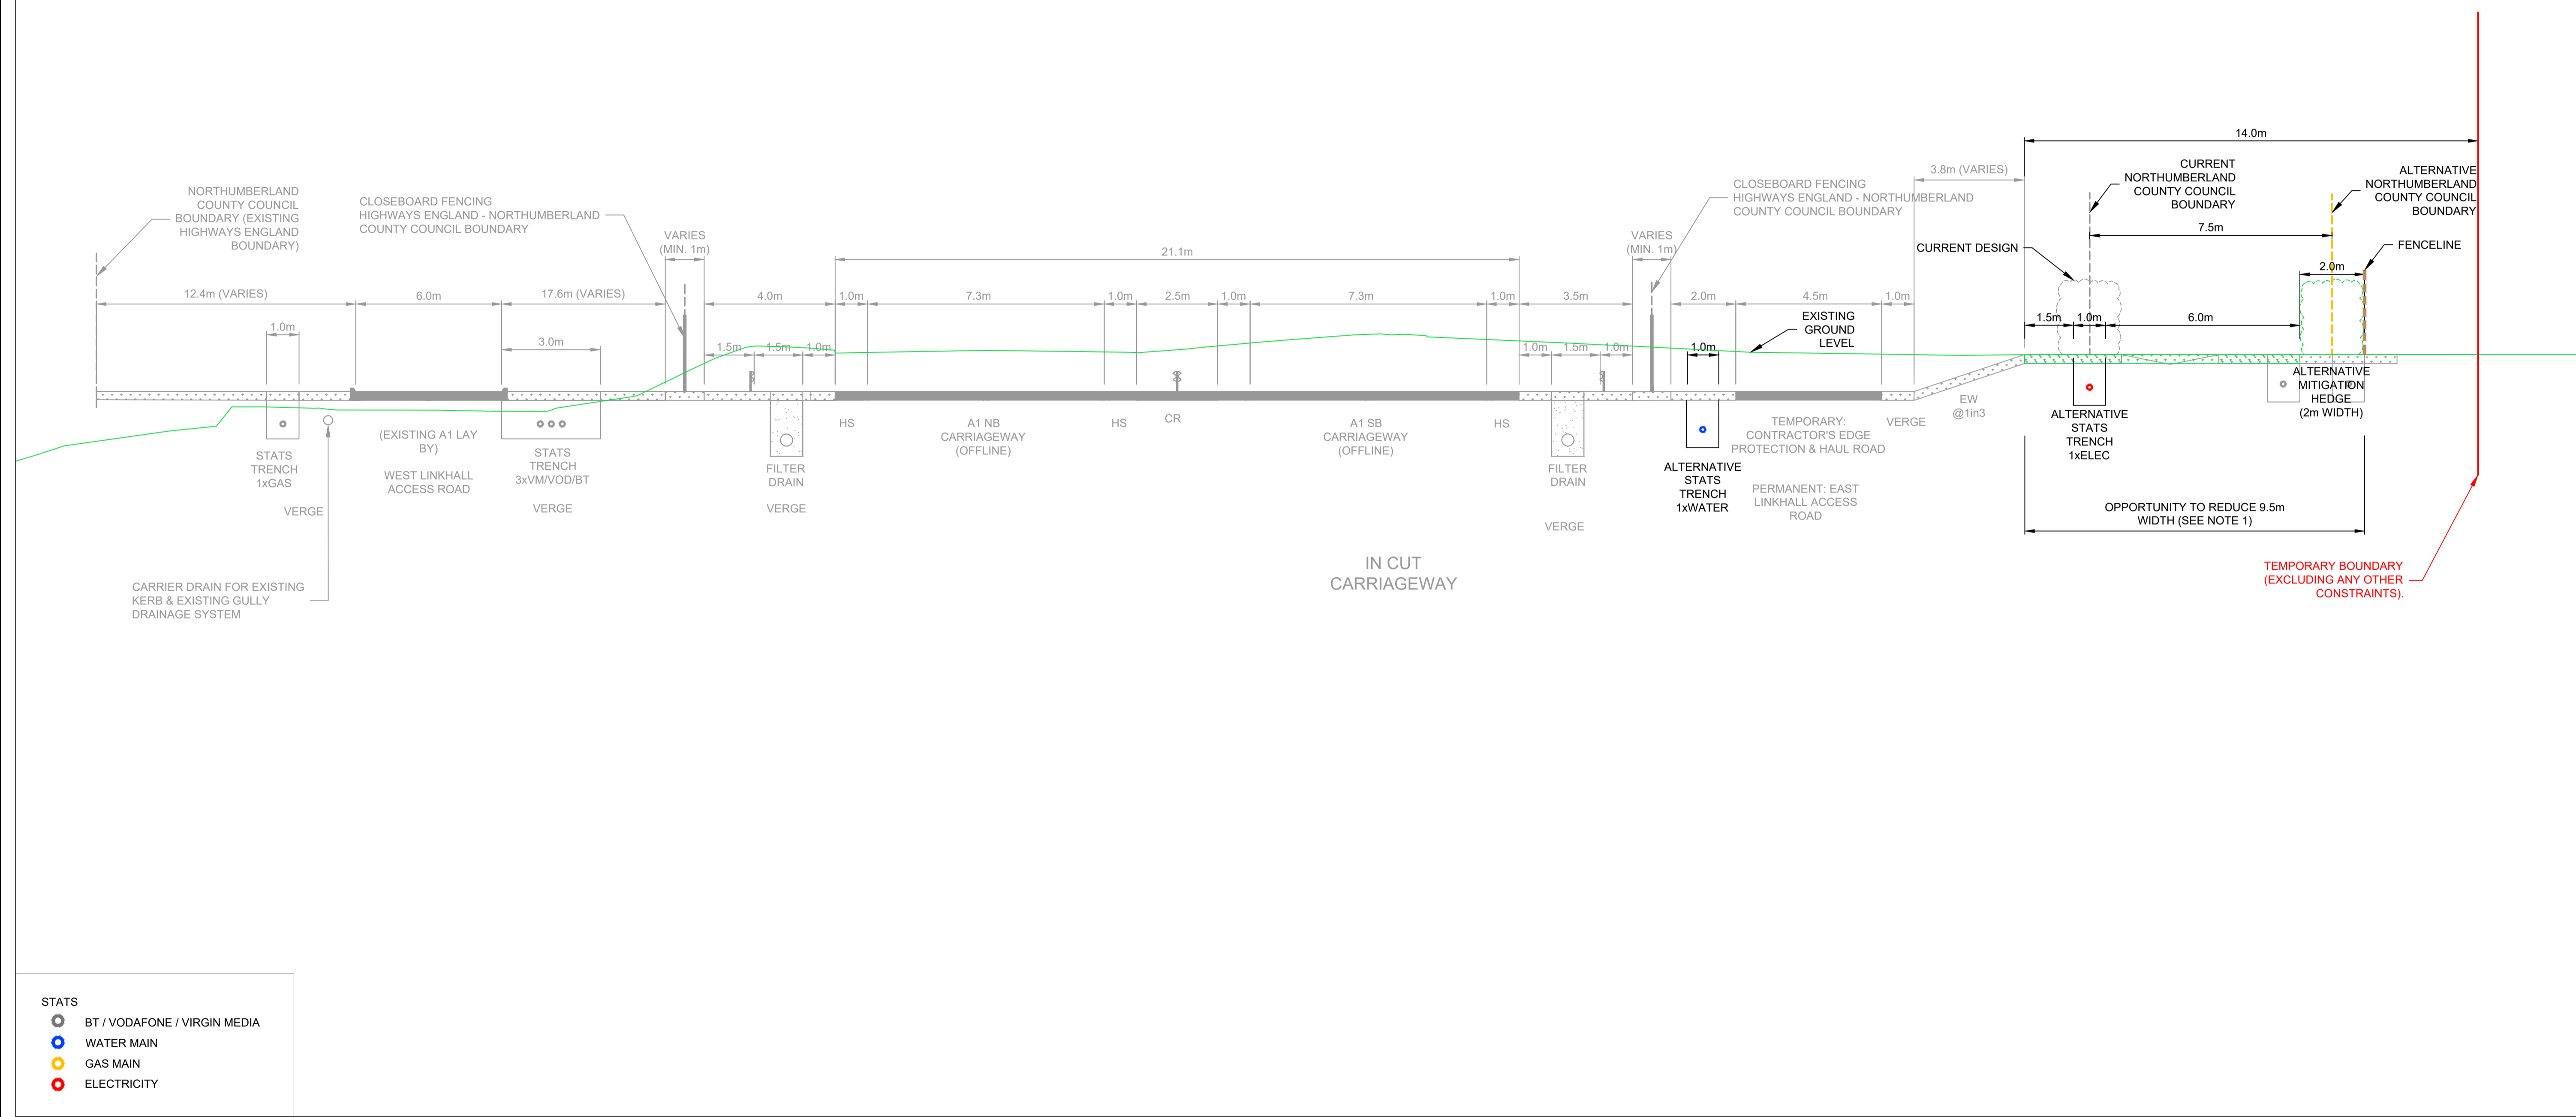 14.0m
NORTHUMBERLAND
COUNTY COUNCIL
BOUNDARY (EXISTING
HIGHWAYS ENGLAND
BOUNDARY)
CLOSEBOARD FENCING
HIGHWAYS ENGLAND - NORTHUMBERLAND
COUNTY COUNCIL BOUNDARY
VARIES
(MIN. 1m)
21.1m
VARIES
(MIN. 1m)
CLOSEBOARD FENCING
HIGHWAYS ENGLAND - NORTHUMBERLAND
COUNTY COUNCIL BOUNDARY
3.8m (VARIES)
CURRENT
NORTHUMBERLAND
COUNTY COUNCIL
BOUNDARY
ALTERNATIVE
NORTHUMBERLAND
COUNTY COUNCIL
BOUNDARY
7.5m
CURRENT DESIGN
FENCELINE
2.0m
12.4m (VARIES)
6.0m
17.6m (VARIES)
4.0m
1.0m
7.3m
1.0m
2.5m
1.0m
7.3m
1.0m
3.5m
2.0m
4.5m
1.0m
1.0m
3.0m
1.5m
1.5m
1.0m
1.0m
1.5m
1.0m
1.0m
EXISTING
GROUND
LEVEL
1.5m
1.0m
6.0m
STATS
TRENCH
1xGAS
VERGE
(EXISTING A1 LAY
BY)
WEST LINKHALL
ACCESS ROAD
STATS
TRENCH
3xVM/VOD/BT
VERGE
FILTER
DRAIN
VERGE
HS
A1 NB
CARRIAGEWAY
(OFFLINE)
HS
CR
A1 SB
CARRIAGEWAY
(OFFLINE)
HS
FILTER
DRAIN
VERGE
ALTERNATIVE
STATS
TRENCH
1xWATER
TEMPORARY:
CONTRACTOR'S EDGE
PROTECTION & HAUL ROAD
PERMANENT: EAST
LINKHALL ACCESS
ROAD
VERGE
EW
@1in3
ALTERNATIVE
STATS
TRENCH
1xELEC
ALTERNATIVE
MITIGATION
HEDGE
(2m WIDTH)
OPPORTUNITY TO REDUCE 9.5m
WIDTH (SEE NOTE 1)
TEMPORARY BOUNDARY
(EXCLUDING ANY OTHER
CONSTRAINTS).
CARRIER DRAIN FOR EXISTING
KERB & EXISTING GULLY
DRAINAGE SYSTEM
IN CUT
CARRIAGEWAY
STATS
BT / VODAFONE / VIRGIN MEDIA
WATER MAIN
GAS MAIN
ELECTRICITY